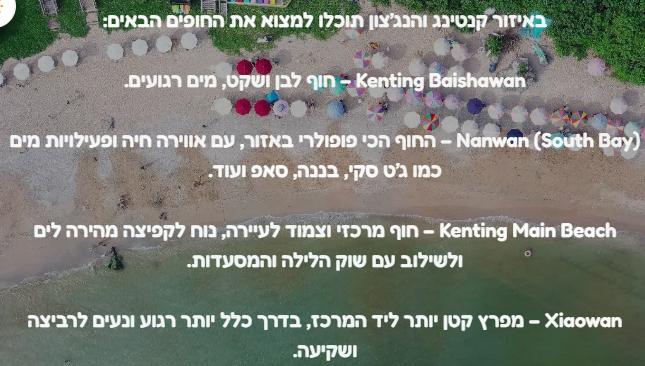 באיזור קנטינג והנג'צון תוכלו למצוא את החופים הבאים:
Kenting Baishawan – חוף לבן ושקט, מים רגועים.
Nanwan (South Bay) – החוף הכי פופולרי באזור, עם אווירה חיה ופעילויות מים
כמו ג'ט סקי, בננה, סאפ ועוד.
Kenting Main Beach – חוף מרכזי וצמוד לעיירה, נוח לקפיצה מהירה לים
ולשילוב עם שוק הלילה והמסעדות.
Xiaowan – מפרץ קטן יותר ליד המרכז, בדרך כלל יותר רגוע ונעים לרביצה
ושקיעה.